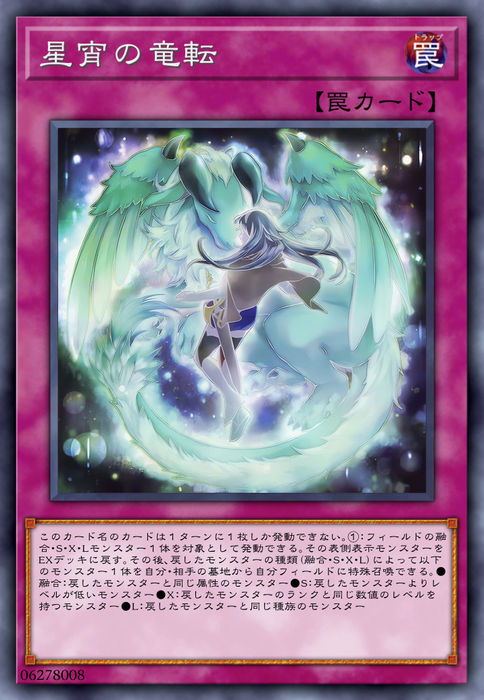 星宵の竜転
トラップ
罠
【罠カード】
このカード名のカードは1ターンに1枚しか発動できない。①:フィールドの融
合・S・X・Lモンスター1体を対象として発動できる。その表側表示モンスターを
EXデッキに戻す。その後、戻したモンスターの種類(融合・S・X・L)によって以下
のモンスター1体を自分・相手の墓地から自分フィールドに特殊召喚できる。●
融合:戻したモンスターと同じ属性のモンスター●S:戻したモンスターよりレ
ベルが低いモンスター●X:戻したモンスターのランクと同じ数値のレベルを
持つモンスター●L:戻したモンスターと同じ種族のモンスター
06278008